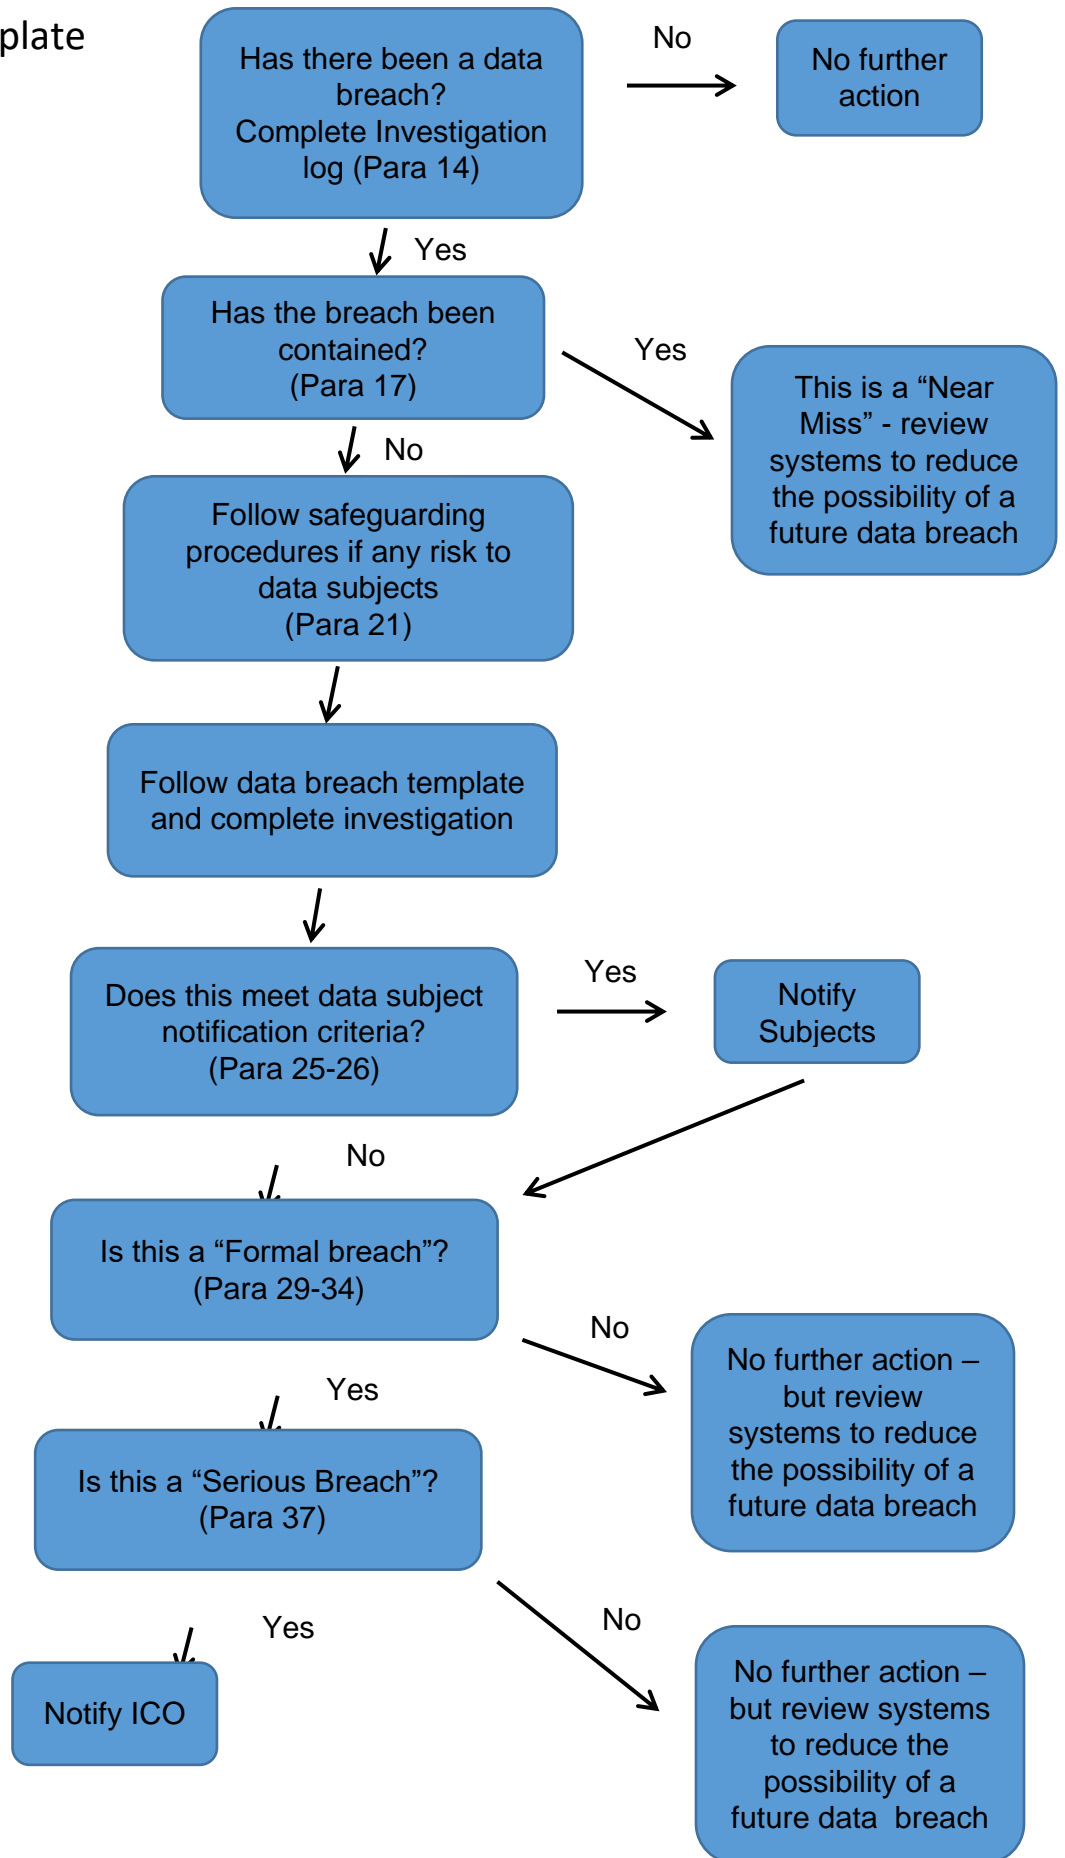 plate
Has there been a data
breach?
Complete Investigation
log (Para 14)
No
No further
action
Yes
Has the breach been
contained?
(Para 17)
Yes
This is a “Near
Miss” - review
systems to reduce
the possibility of a
future data breach
No
Follow safeguarding
procedures if any risk to
data subjects
(Para 21)
Follow data breach template
and complete investigation
Does this meet data subject
notification criteria?
(Para 25-26)
Yes
Notify
Subjects
No
Is this a “Formal breach”?
(Para 29-34)
No
No further action –
but review
systems to reduce
the possibility of a
future data breach
Yes
Is this a “Serious Breach”?
(Para 37)
No
No further action –
but review systems
to reduce the
possibility of a
future data  breach
Yes
Notify ICO